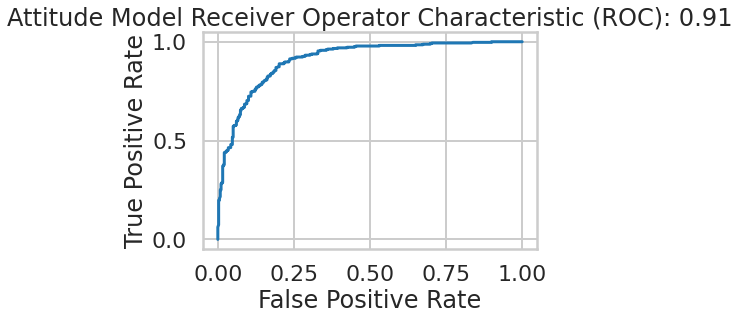 Attitude Model Receiver Operator Characteristic (ROC): 0.91
True Positive Rate
1.0
0.5
0.0
0.00 0.25 0.50 0.75 1.00
False Positive Rate